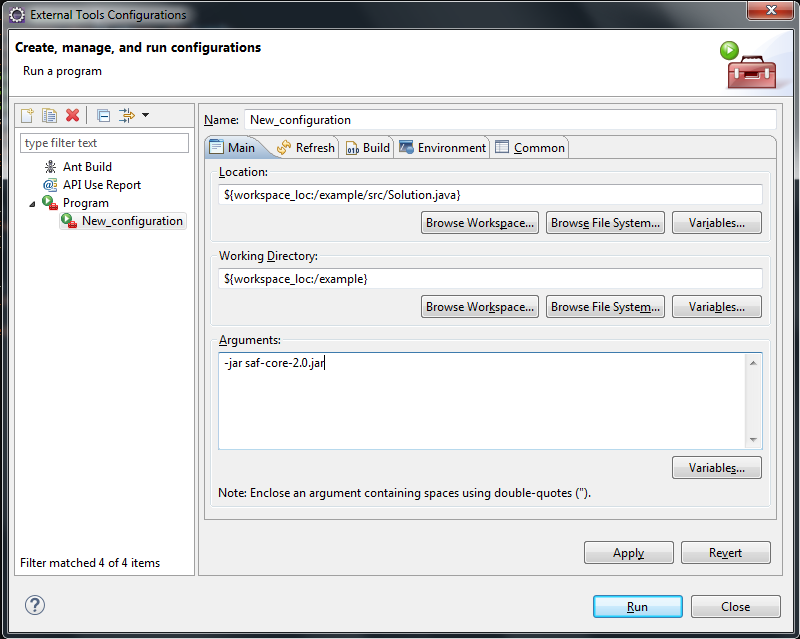 External Tools Configurations
Create, manage, and run configurations
Run a program
type filter text
Ant Build
API Use Report
Program
New_configuration
Filter matched 4 of 4 items
Name: New_configuration
Main Refresh Build Environment Common
Location:
${workspace_loc:/example/src/Solution.java}
Browse Workspace... Browse File System... Variables...
Working Directory:
${workspace_loc:/example}
Browse Workspace... Browse File System... Variables...
Arguments:
-jar saf-core-2.0.jar
Variables...
Note: Enclose an argument containing spaces using double-quotes (").
Apply Revert
? Run Close